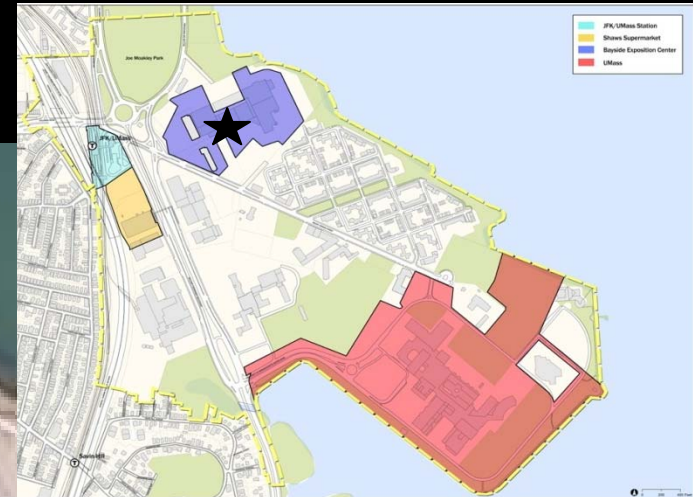 JFK/UMass Station
Shaws Supermarket
Bayside Exposition Center
UMass
Joe Moakley Park
JFK/UMass
T
Savin Hill
T